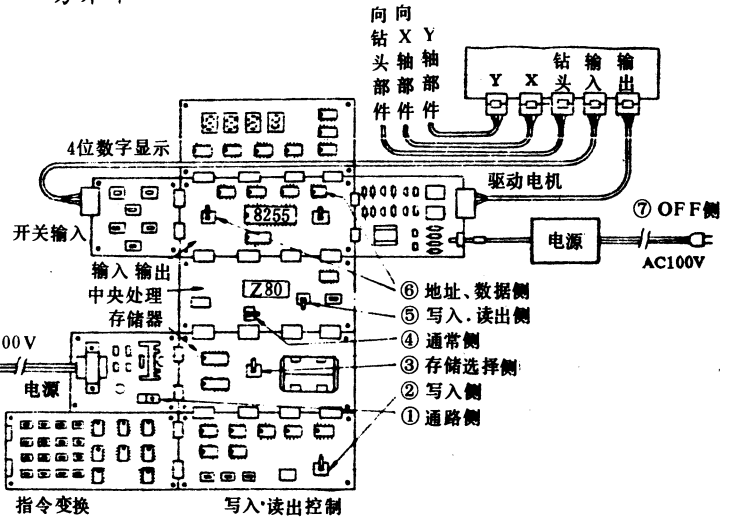 向钻头部件
向X轴部件
Y轴部件
Y
X
钻头
输入
输出
4位数字显示
驱动电机
8255
开关输入
⑦ OFF侧
电源
AC100V
输入 输出
中央处理
存储器
Z80
⑥ 地址、数据侧
⑤ 写入.读出侧
④ 通常侧
③ 存储选择侧
② 写入侧
① 通路侧
00V
电源
指令变换
写入·读出控制